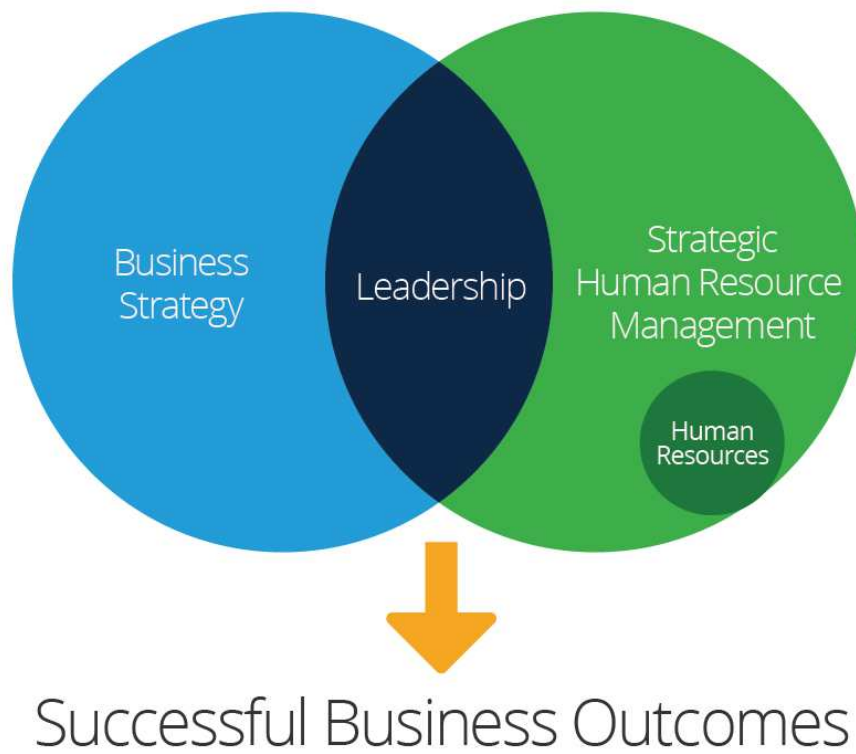 Business
Strategy
Leadership
Strategic
Human Resource
Management
Human
Resources
Successful Business Outcomes